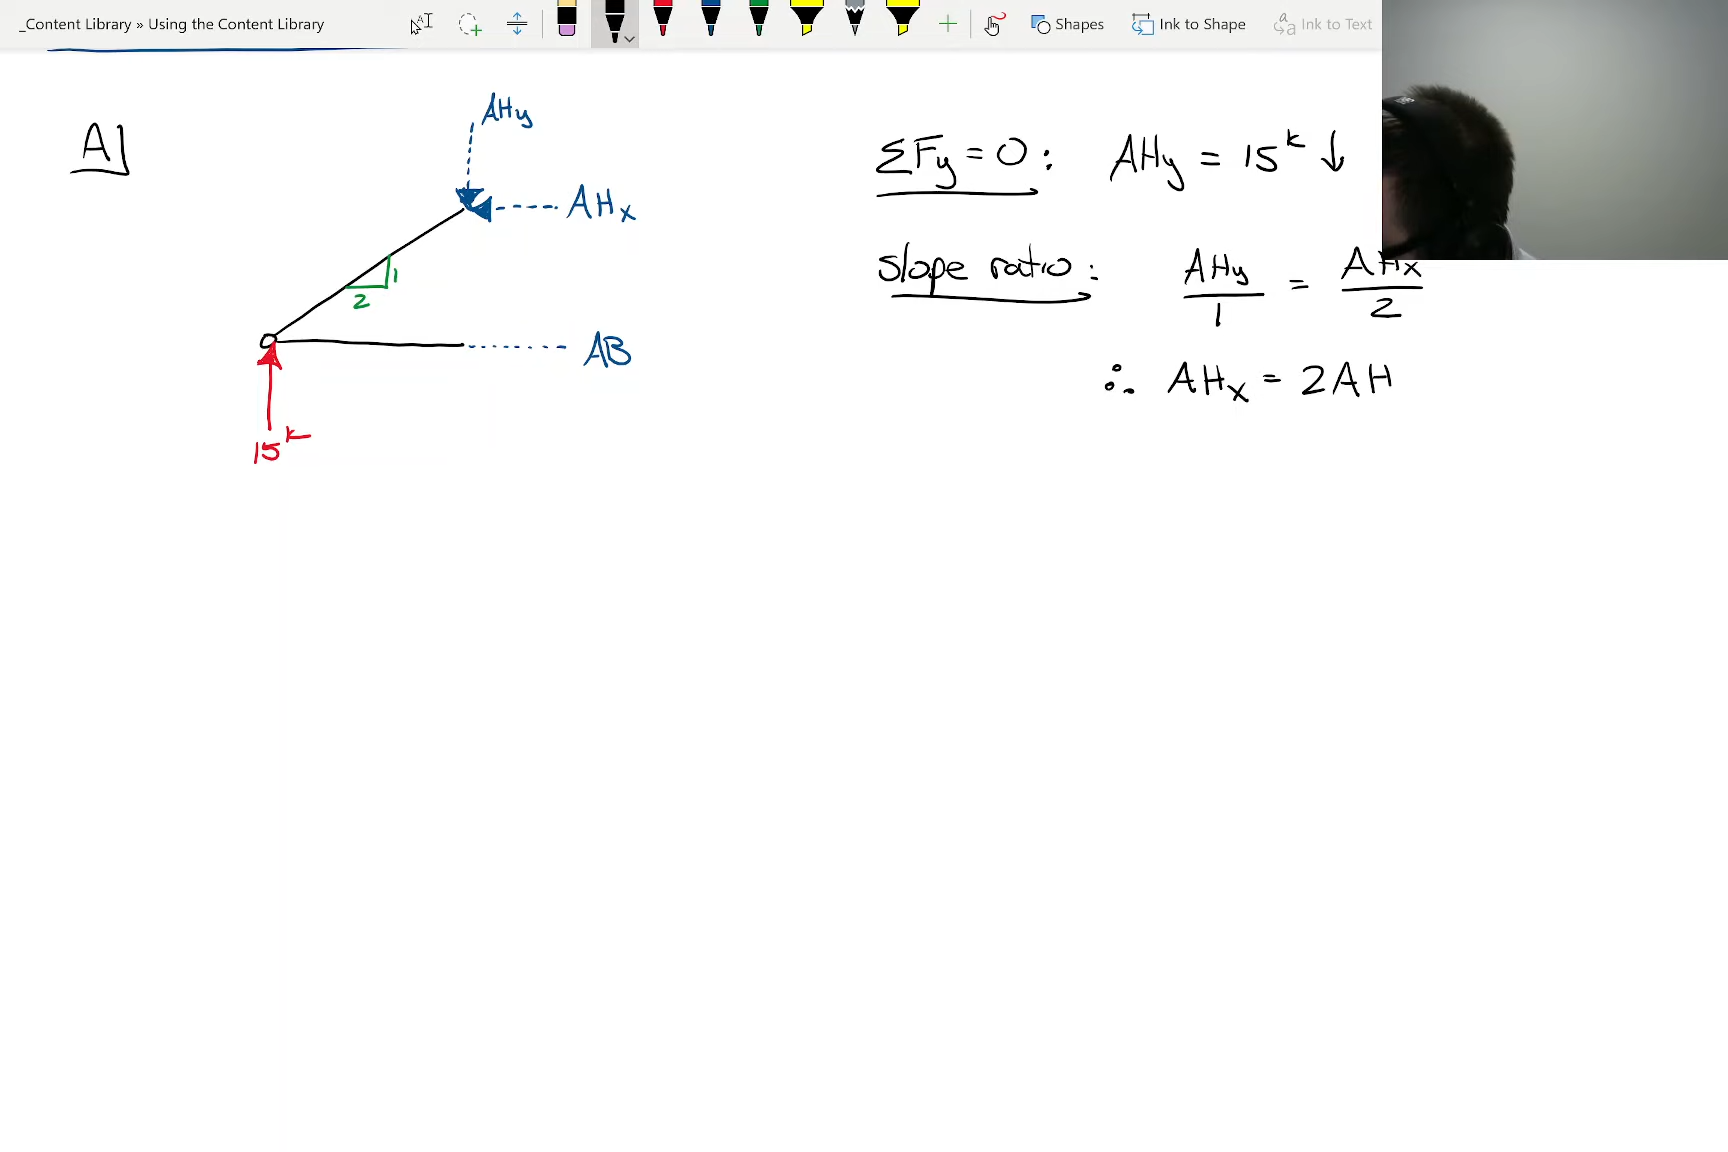 _Content Library » Using the Content Library
Shapes
Ink to Shape
Ink to Text
A]
AHy
AHx
1
2
AB
15ᵏ
ΣFy = 0 : AHy = 15ᵏ ↓
slope ratio : AHy/1 = AHx/2
∴ AHx = 2AH